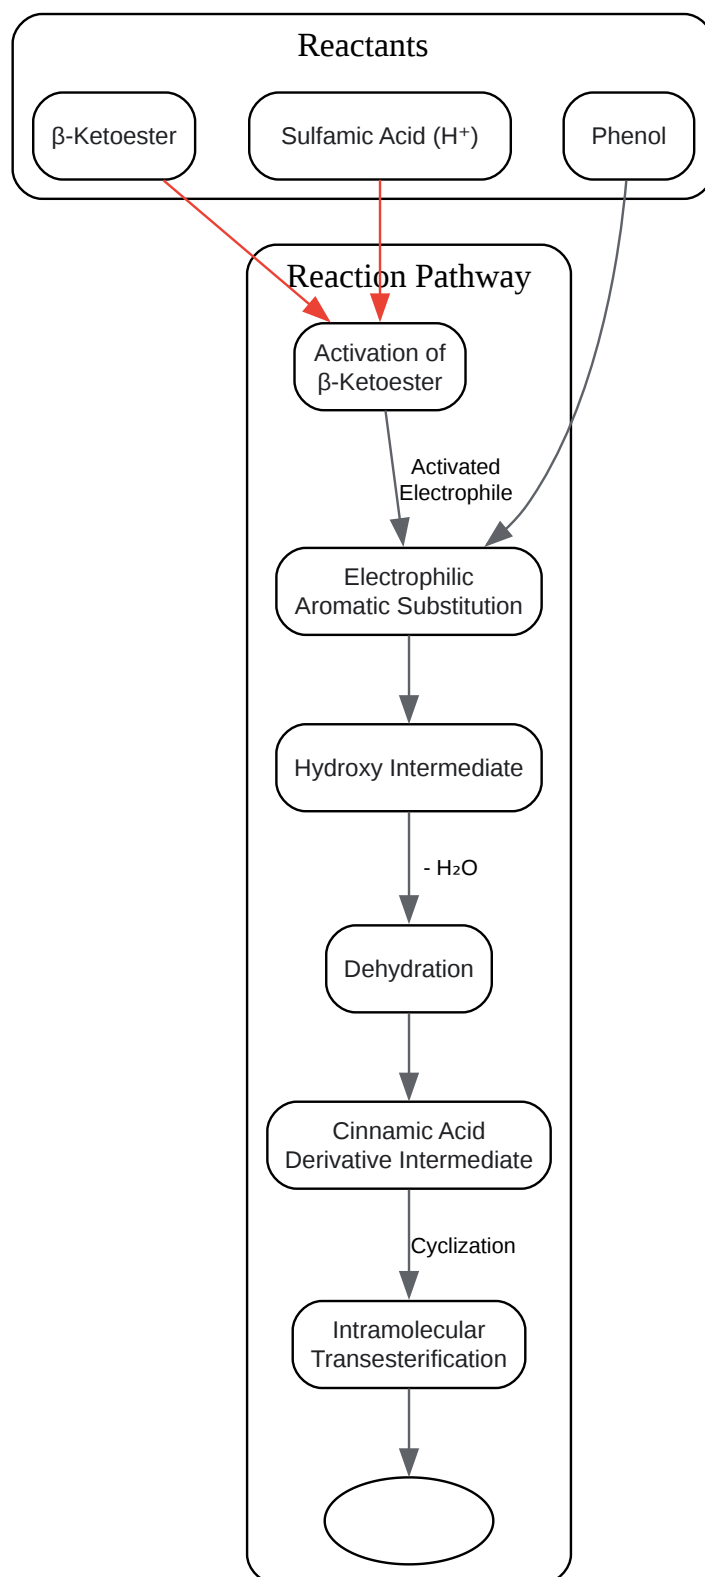 Reactants
β-Ketoester
Sulfamic Acid (H⁺)
Phenol
Reaction Pathway
Activation of
β-Ketoester
Activated
Electrophile
Electrophilic
Aromatic Substitution
Hydroxy Intermediate
- H₂O
Dehydration
Cinnamic Acid
Derivative Intermediate
Cyclization
Intramolecular
Transesterification